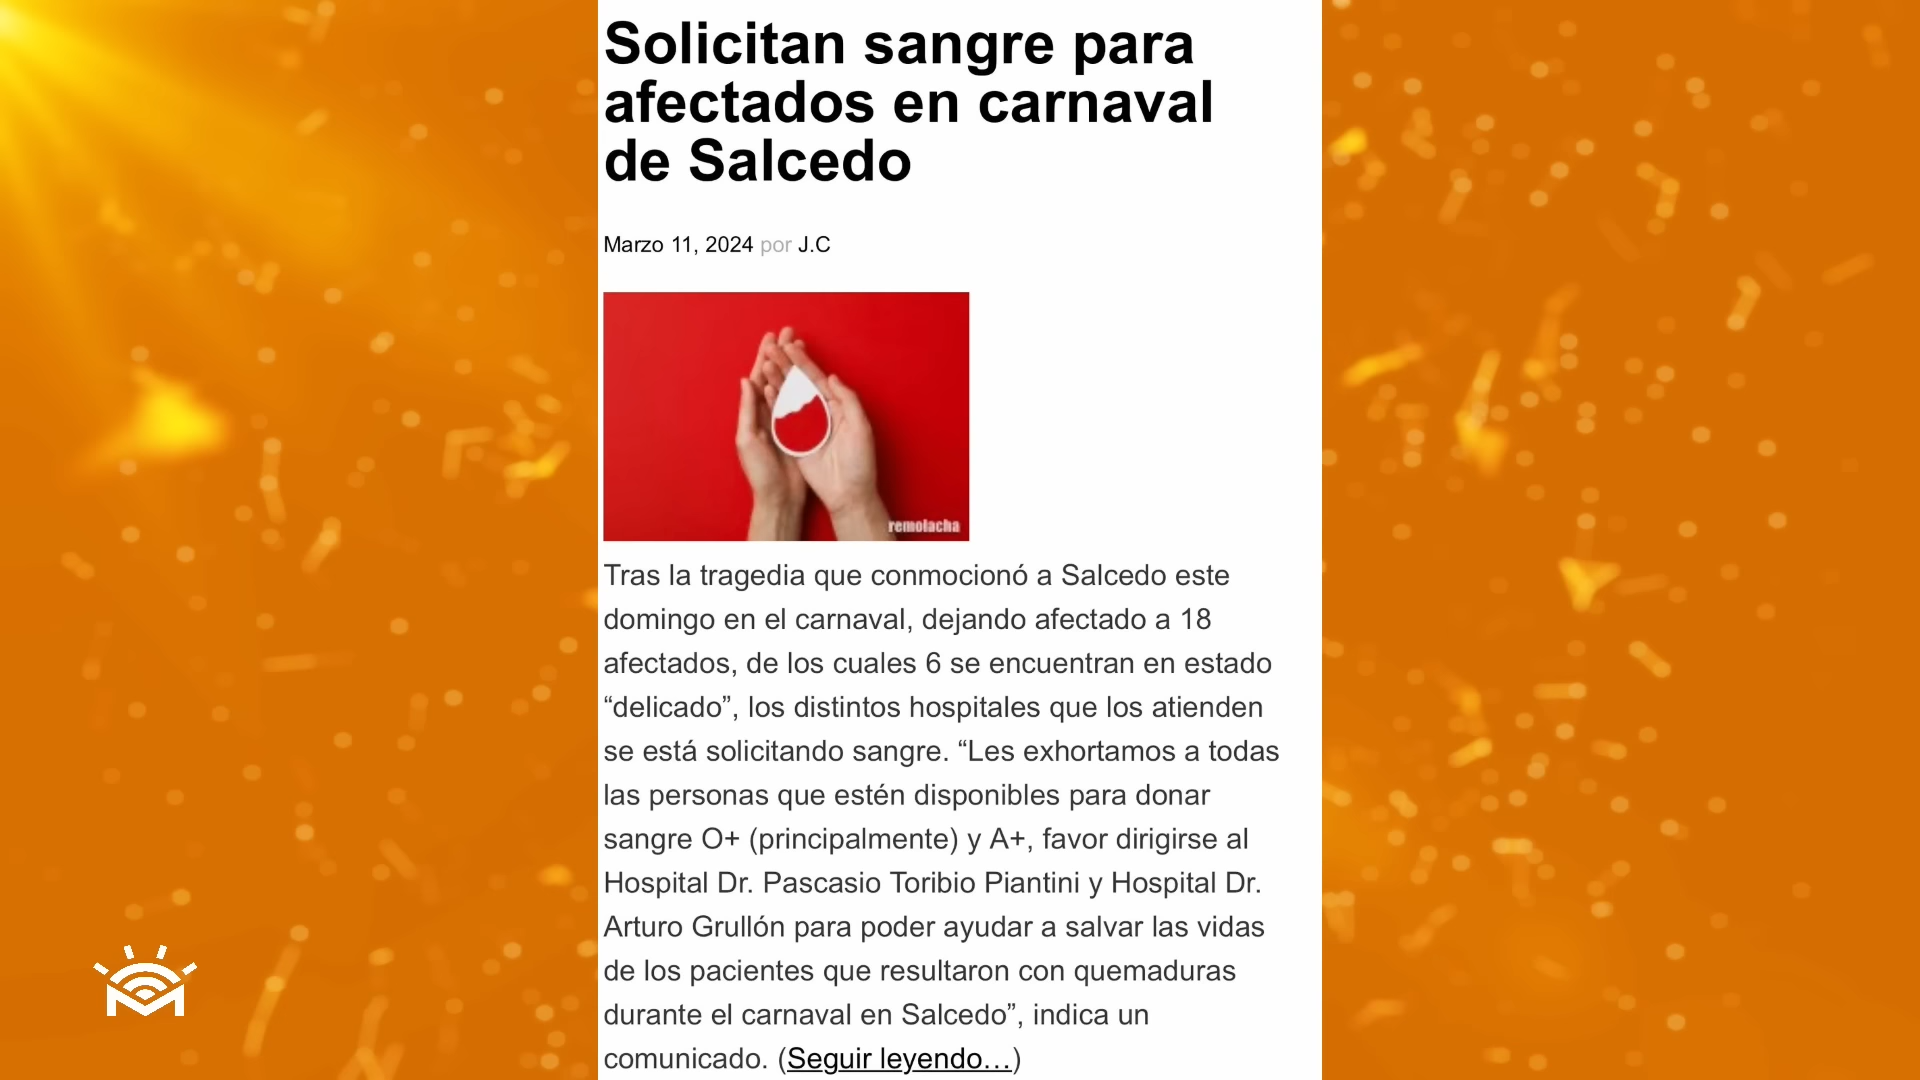 Solicitan sangre para
afectados en carnaval
de Salcedo
Marzo 11, 2024 por J.C
remolacha
Tras la tragedia que conmocionó a Salcedo este
domingo en el carnaval, dejando afectado a 18
afectados, de los cuales 6 se encuentran en estado
“delicado”, los distintos hospitales que los atienden
se está solicitando sangre. “Les exhortamos a todas
las personas que estén disponibles para donar
sangre O+ (principalmente) y A+, favor dirigirse al
Hospital Dr. Pascasio Toribio Piantini y Hospital Dr.
Arturo Grullón para poder ayudar a salvar las vidas
de los pacientes que resultaron con quemaduras
durante el carnaval en Salcedo”, indica un
comunicado. (Seguir leyendo…)